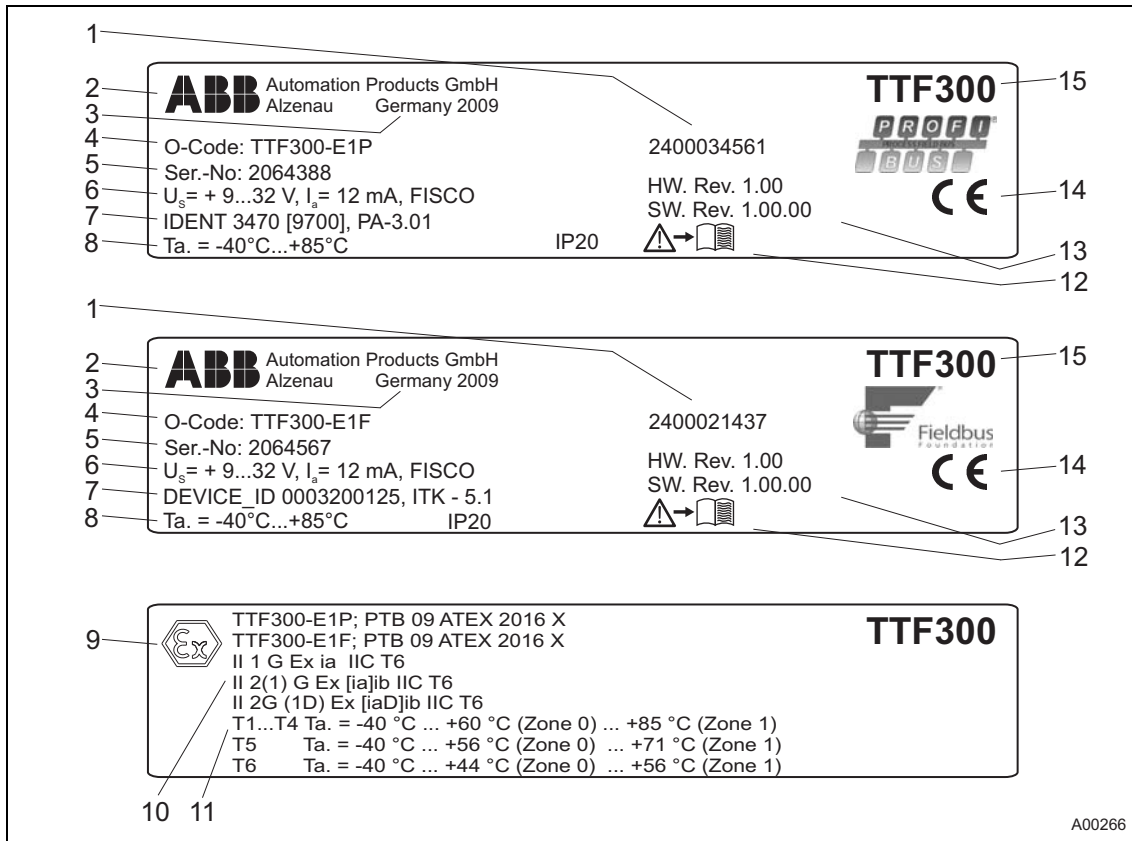 1
2 ABB Automation Products GmbH TTF300 15
3 Alzenau Germany 2009
PROFI®
PROCESS FIELD BUS
BUS
4 O-Code: TTF300-E1P 2400034561
5 Ser.-No: 2064388 HW. Rev. 1.00
6 Us= + 9...32 V, Ia= 12 mA, FISCO SW. Rev. 1.00.00 CE 14
7 IDENT 3470 [9700], PA-3.01
8 Ta. = -40°C...+85°C IP20 13
12
1
2 ABB Automation Products GmbH TTF300 15
3 Alzenau Germany 2009
4 O-Code: TTF300-E1F 2400021437
Fieldbus
Foundation
5 Ser.-No: 2064567 HW. Rev. 1.00
6 Us= + 9...32 V, Ia= 12 mA, FISCO SW. Rev. 1.00.00 CE 14
7 DEVICE_ID 0003200125, ITK - 5.1
8 Ta. = -40°C...+85°C IP20 13
12
TTF300-E1P; PTB 09 ATEX 2016 X TTF300
9 Ex TTF300-E1F; PTB 09 ATEX 2016 X
II 1 G Ex ia IIC T6
II 2(1) G Ex [ia]ib IIC T6
II 2G (1D) Ex [iaD]ib IIC T6
T1...T4 Ta. = -40 °C ... +60 °C (Zone 0) ... +85 °C (Zone 1)
T5 Ta. = -40 °C ... +56 °C (Zone 0) ... +71 °C (Zone 1)
T6 Ta. = -40 °C ... +44 °C (Zone 0) ... +56 °C (Zone 1)
10 11
A00266